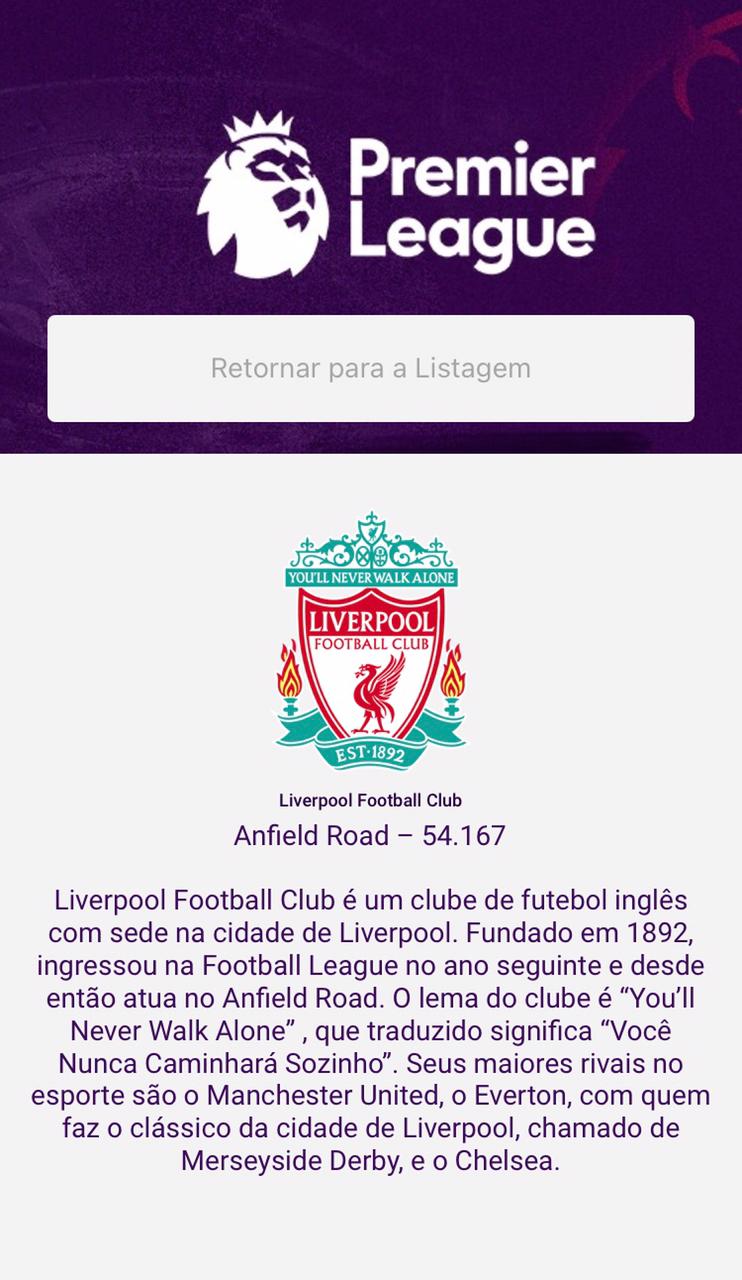 Premier
League
Retornar para a Listagem
YOU'LL NEVER WALK ALONE
LIVERPOOL
FOOTBALL CLUB
EST·1892
Liverpool Football Club
Anfield Road – 54.167
Liverpool Football Club é um clube de futebol inglês
com sede na cidade de Liverpool. Fundado em 1892,
ingressou na Football League no ano seguinte e desde
então atua no Anfield Road. O lema do clube é “You’ll
Never Walk Alone” , que traduzido significa “Você
Nunca Caminhará Sozinho”. Seus maiores rivais no
esporte são o Manchester United, o Everton, com quem
faz o clássico da cidade de Liverpool, chamado de
Merseyside Derby, e o Chelsea.